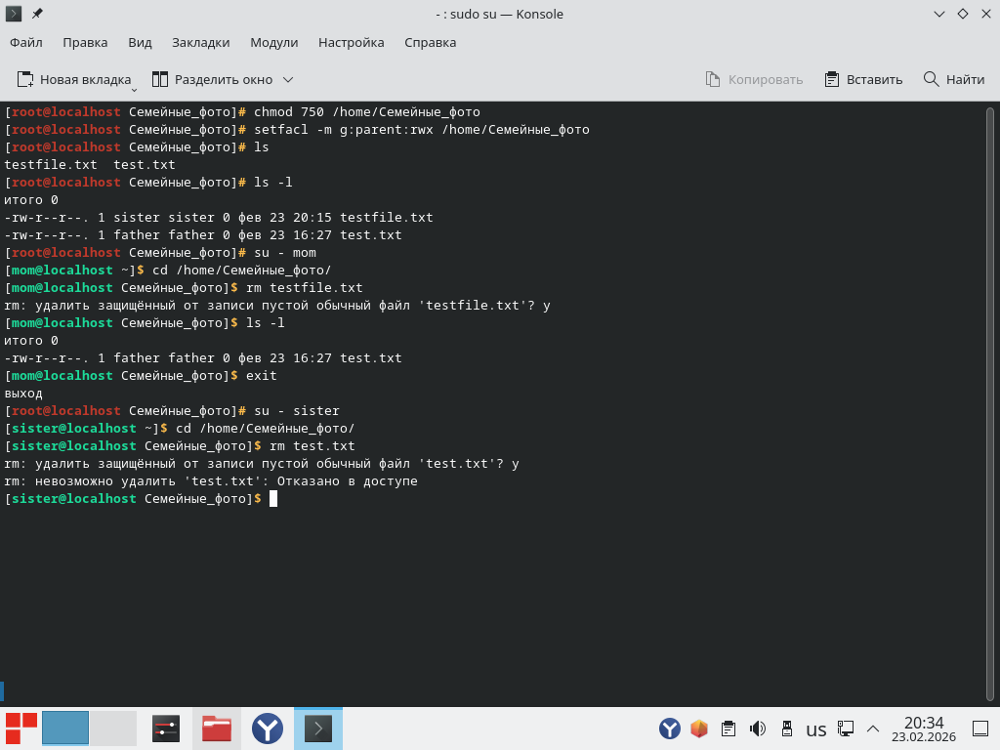 - : sudo su — Konsole
Файл Правка Вид Закладки Модули Настройка Справка
Новая вкладка Разделить окно Копировать Вставить Найти
[root@localhost Семейные_фото]# chmod 750 /home/Семейные_фото
[root@localhost Семейные_фото]# setfacl -m g:parent:rwx /home/Семейные_фото
[root@localhost Семейные_фото]# ls
testfile.txt  test.txt
[root@localhost Семейные_фото]# ls -l
итого 0
-rw-r--r--. 1 sister sister 0 фев 23 20:15 testfile.txt
-rw-r--r--. 1 father father 0 фев 23 16:27 test.txt
[root@localhost Семейные_фото]# su - mom
[mom@localhost ~]$ cd /home/Семейные_фото/
[mom@localhost Семейные_фото]$ rm testfile.txt
rm: удалить защищённый от записи пустой обычный файл 'testfile.txt'? y
[mom@localhost Семейные_фото]$ ls -l
итого 0
-rw-r--r--. 1 father father 0 фев 23 16:27 test.txt
[mom@localhost Семейные_фото]$ exit
выход
[root@localhost Семейные_фото]# su - sister
[sister@localhost ~]$ cd /home/Семейные_фото/
[sister@localhost Семейные_фото]$ rm test.txt
rm: удалить защищённый от записи пустой обычный файл 'test.txt'? y
rm: невозможно удалить 'test.txt': Отказано в доступе
[sister@localhost Семейные_фото]$
us 20:34
23.02.2026